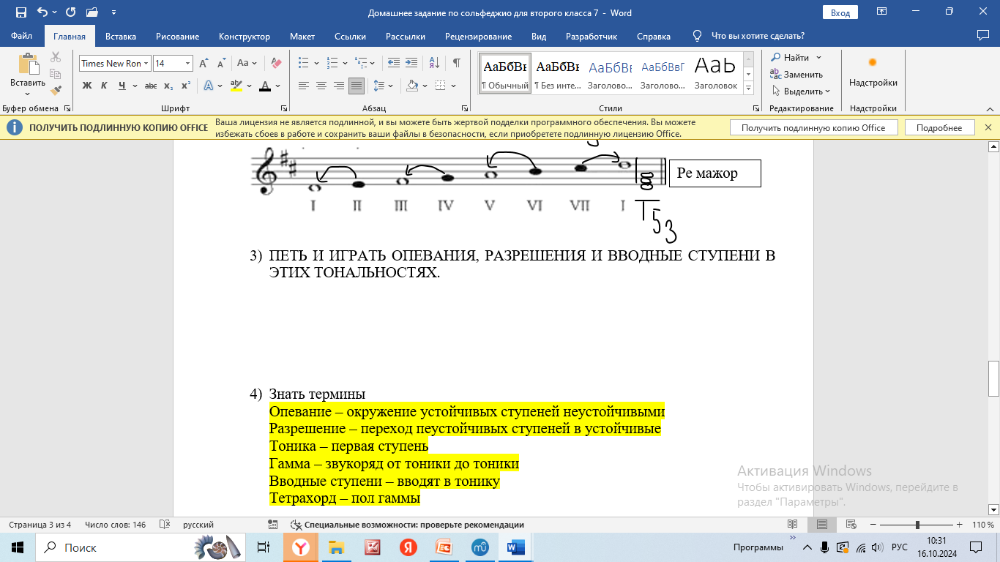 Домашнее задание по сольфеджио для второго класса 7 - Word
Вход
Файл Главная Вставка Рисование Конструктор Макет Ссылки Рассылки Рецензирование Вид Разработчик Справка Что вы хотите сделать?
Вставить
Times New Ron 14
Aa
Ж К Ч abc x₂ x²
АаБбВв АаБбВв АаБбВв АаБбВвГ АаЬ
¶ Обычный ¶ Без инте... Заголово... Заголово... Заголовок
Найти
Заменить
Выделить
Настройки
Буфер обмена Шрифт Абзац Стили Редактирование Настройки
ПОЛУЧИТЬ ПОДЛИННУЮ КОПИЮ OFFICE
Ваша лицензия не является подлинной, и вы можете быть жертвой подделки программного обеспечения. Вы можете
избежать сбоев в работе и сохранить ваши файлы в безопасности, если приобретете подлинную лицензию Office.
Получить подлинную копию Office Подробнее
Ре мажор
I II III IV V VI VII I T53
3) ПЕТЬ И ИГРАТЬ ОПЕВАНИЯ, РАЗРЕШЕНИЯ И ВВОДНЫЕ СТУПЕНИ В
ЭТИХ ТОНАЛЬНОСТЯХ.
4) Знать термины
Опевание – окружение устойчивых ступеней неустойчивыми
Разрешение – переход пеустойчивых ступеней в устойчивые
Тоника – первая ступень
Гамма – звукоряд от тоники до тоники
Вводные ступени – вводят в тонику
Тетрахорд – пол гаммы
Активация Windows
Чтобы активировать Windows, перейдите в
раздел "Параметры".
Страница 3 из 4 Число слов: 146 русский Специальные возможности: проверьте рекомендации 110 %
Поиск
Программы
РУС
10:31
16.10.2024